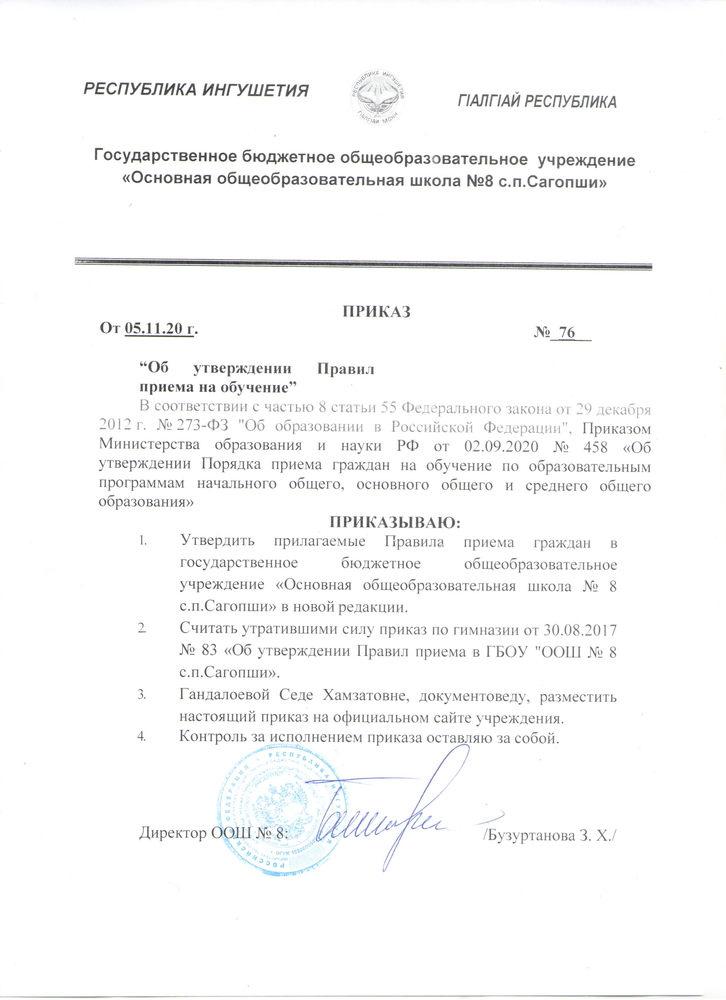 РЕСПУБЛИКА ИНГУШЕТИЯ
РЕСПУБЛИКА ИНГУШЕТИЯ
ГIАЛГIАЙ МОХК
ГIАЛГIАЙ РЕСПУБЛИКА
Государственное бюджетное общеобразовательное учреждение
«Основная общеобразовательная школа №8 с.п.Сагопши»
ПРИКАЗ
От 05.11.20 г.
№ 76
“Об утверждении Правил
приема на обучение”
В соответствии с частью 8 статьи 55 Федерального закона от 29 декабря
2012 г. № 273-ФЗ "Об образовании в Российской Федерации", Приказом
Министерства образования и науки РФ от 02.09.2020 № 458 «Об
утверждении Порядка приема граждан на обучение по образовательным
программам начального общего, основного общего и среднего общего
образования»
ПРИКАЗЫВАЮ:
1. Утвердить прилагаемые Правила приема граждан в
государственное бюджетное общеобразовательное
учреждение «Основная общеобразовательная школа № 8
с.п.Сагопши» в новой редакции.
2. Считать утратившими силу приказ по гимназии от 30.08.2017
№ 83 «Об утверждении Правил приема в ГБОУ "ООШ № 8
с.п.Сагопши».
3. Гандалоевой Седе Хамзатовне, документоведу, разместить
настоящий приказ на официальном сайте учреждения.
4. Контроль за исполнением приказа оставляю за собой.
РОССИЙСКАЯ ФЕДЕРАЦИЯ • РЕСПУБЛИКА ИНГУШЕТИЯ
Директор ООШ № 8:
/Бузуртанова З. Х./